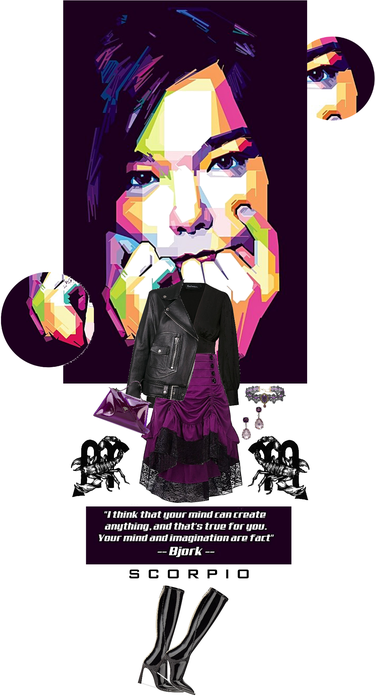 "I think that your mind can create
anything, and that's true for you.
Your mind and imagination are fact"
-- Bjork --
SCORPIO